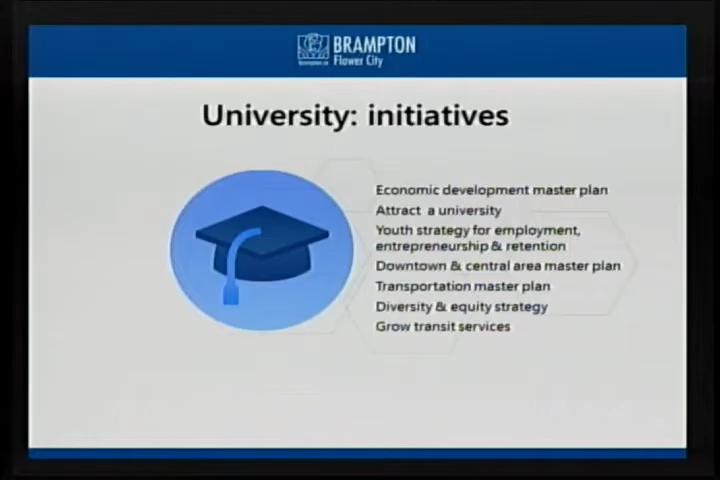 BRAMPTON
Flower City
University: initiatives
Economic development master plan
Attract a university
Youth strategy for employment,
entrepreneurship & retention
Downtown & central area master plan
Transportation master plan
Diversity & equity strategy
Grow transit services